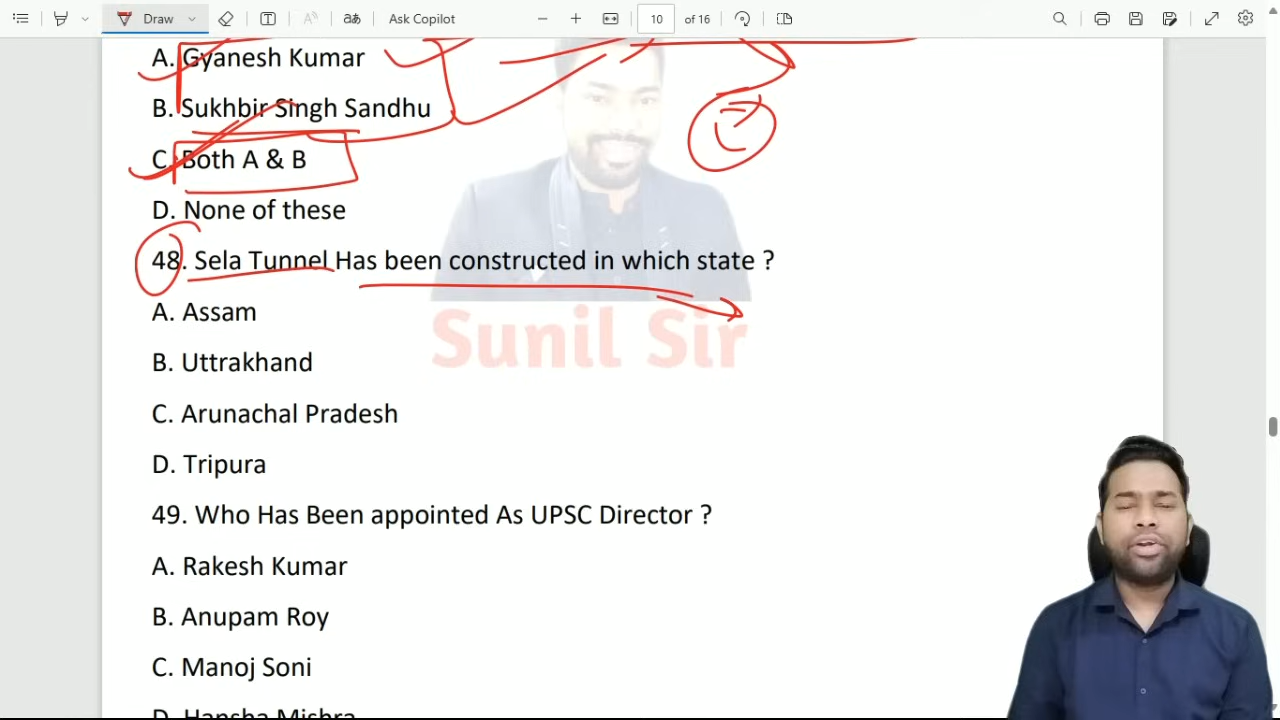 Draw
Ask Copilot
10 of 16
A. Gyanesh Kumar
B. Sukhbir Singh Sandhu
C. Both A & B
D. None of these
48. Sela Tunnel Has been constructed in which state ?
Sunil Sir
A. Assam
B. Uttrakhand
C. Arunachal Pradesh
D. Tripura
49. Who Has Been appointed As UPSC Director ?
A. Rakesh Kumar
B. Anupam Roy
C. Manoj Soni
D. Hansha Mishra